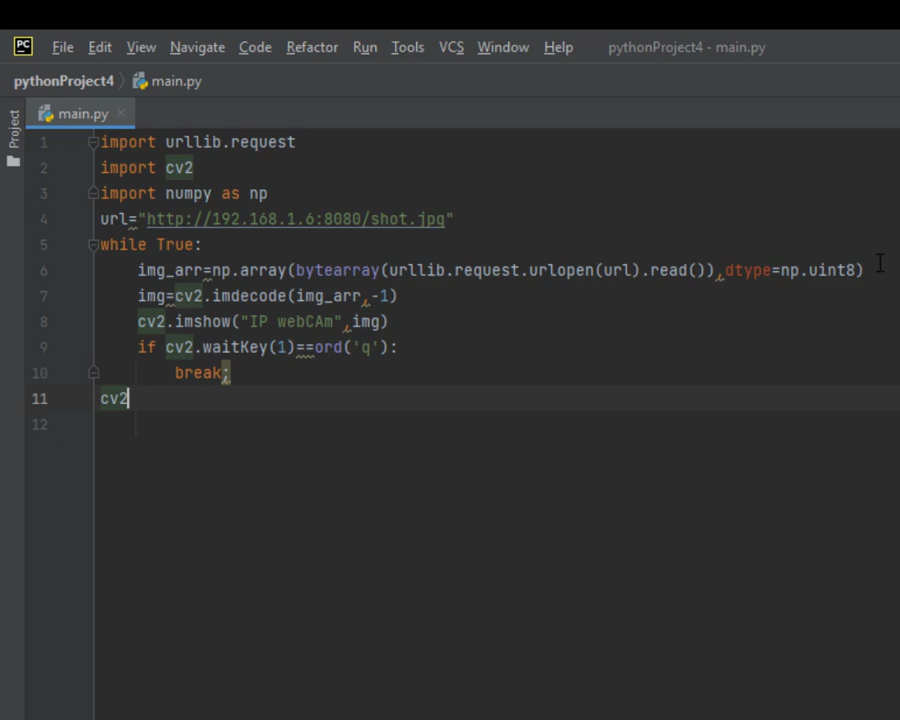 PC File Edit View Navigate Code Refactor Run Tools VCS Window Help pythonProject4 - main.py
pythonProject4 main.py
Project
main.py
1 import urllib.request
2 import cv2
3 import numpy as np
4 url="http://192.168.1.6:8080/shot.jpq"
5 while True:
6 img_arr=np.array(bytearray(urllib.request.urlopen(url).read()),dtype=np.uint8)
7 img=cv2.imdecode(img_arr,-1)
8 cv2.imshow("IP webCAm",img)
9 if cv2.waitKey(1)==ord('q'):
10 break;
11 cv2
12